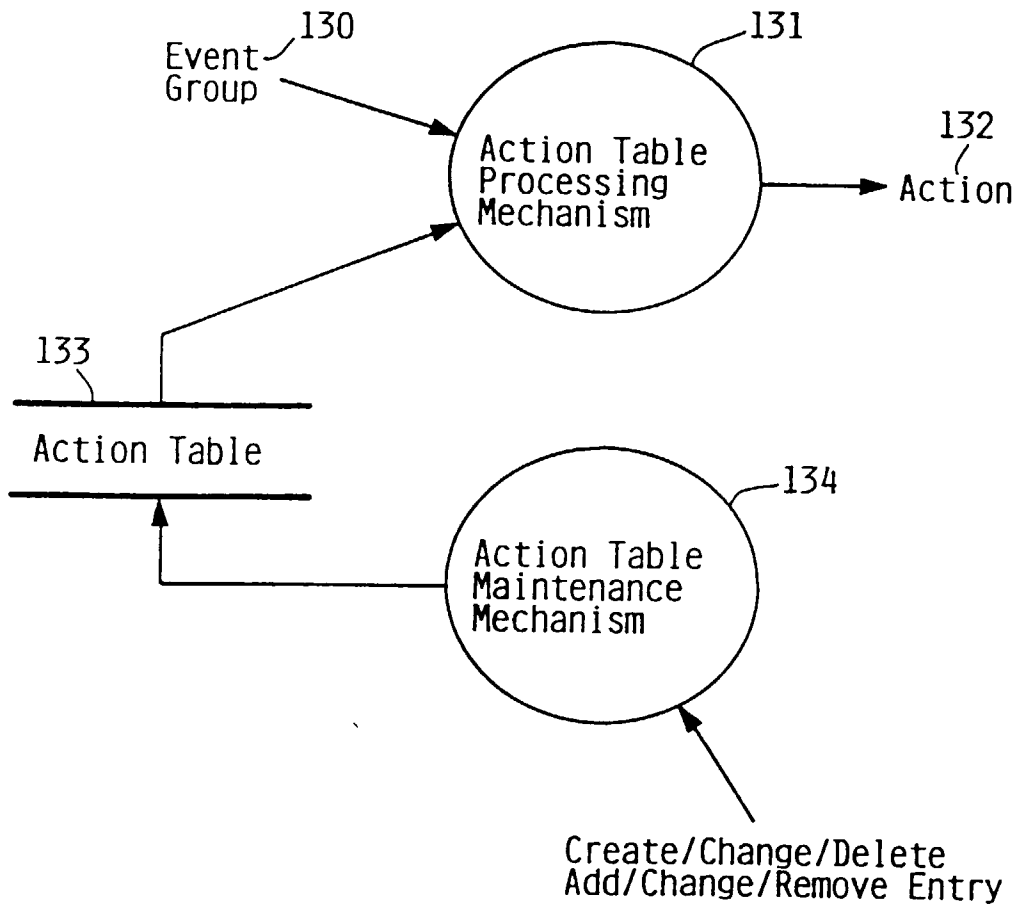 130
Event
Group
131
Action Table
Processing
Mechanism
132
Action
133
Action Table
134
Action Table
Maintenance
Mechanism
Create/Change/Delete
Add/Change/Remove Entry